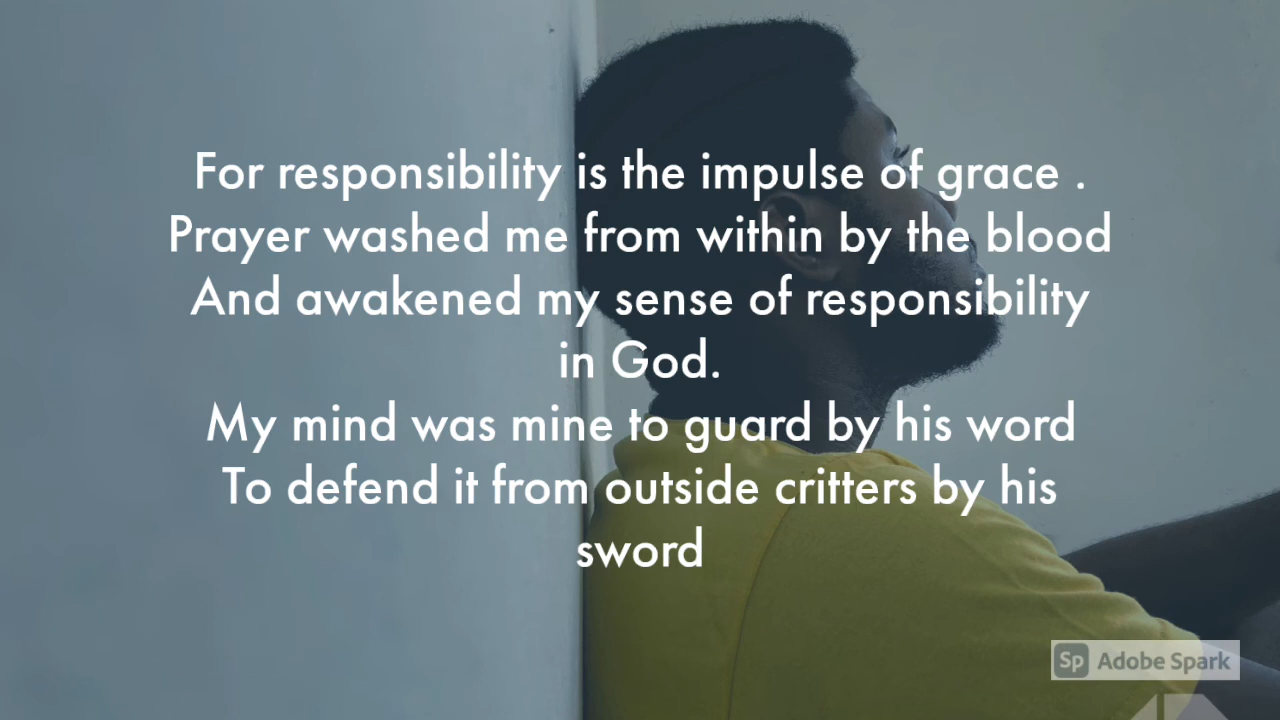 For responsibility is the impulse of grace .
Prayer washed me from within by the blood
And awakened my sense of responsibility
in God.
My mind was mine to guard by his word
To defend it from outside critters by his
sword
Sp Adobe Spark